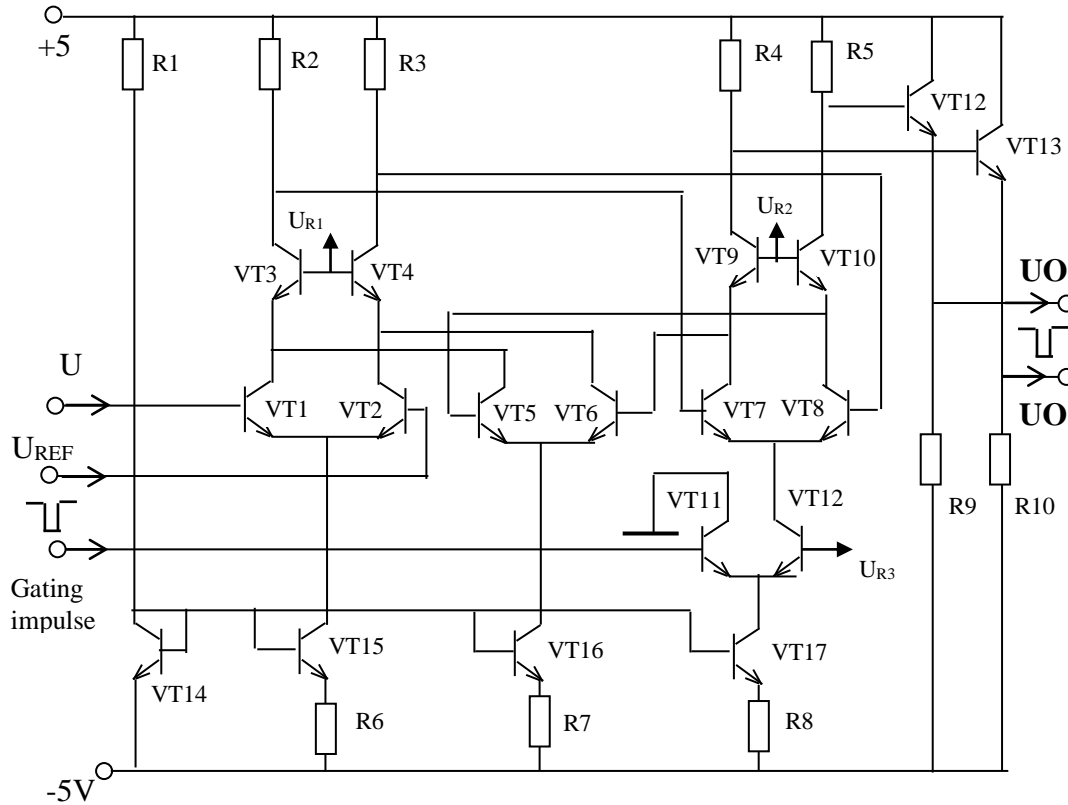 +5
R1
R2
R3
R4
R5
VT12
VT13
UR1
UR2
VT3
VT4
VT9
VT10
UO
U
VT1
VT2
VT5
VT6
VT7
VT8
UO
UREF
VT11
VT12
R9
R10
UR3
Gating
impulse
VT14
VT15
VT16
VT17
R6
R7
R8
-5V